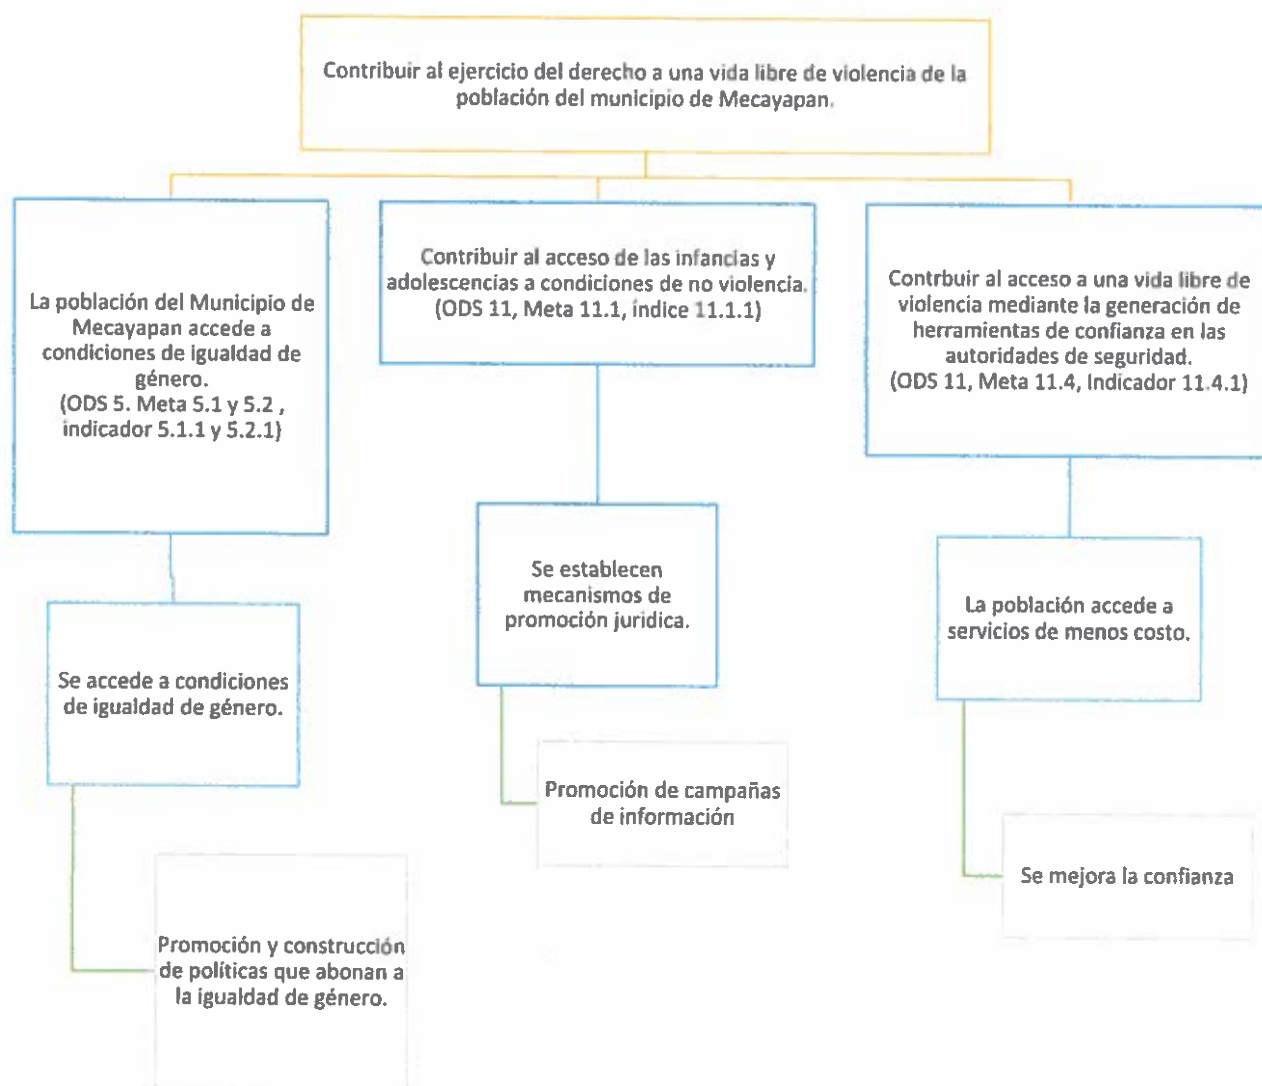 Contribuir al ejercicio del derecho a una vida libre de violencia de la
población del municipio de Mecayapan.
La población del Municipio de
Mecayapan accede a
condiciones de igualdad de
género.
(ODS 5. Meta 5.1 y 5.2 ,
indicador 5.1.1 y 5.2.1)
Se accede a condiciones
de igualdad de género.
Promoción y construcción
de políticas que abonan a
la igualdad de género.
Contribuir al acceso de las infancias y
adolescencias a condiciones de no violencia.
(ODS 11, Meta 11.1, índice 11.1.1)
Se establecen
mecanismos de
promoción juridica.
Promoción de campañas
de información
Contrbuir al acceso a una vida libre de
violencia mediante la generación de
herramientas de confianza en las
autoridades de seguridad.
(ODS 11, Meta 11.4, Indicador 11.4.1)
La población accede a
servicios de menos costo.
Se mejora la confianza